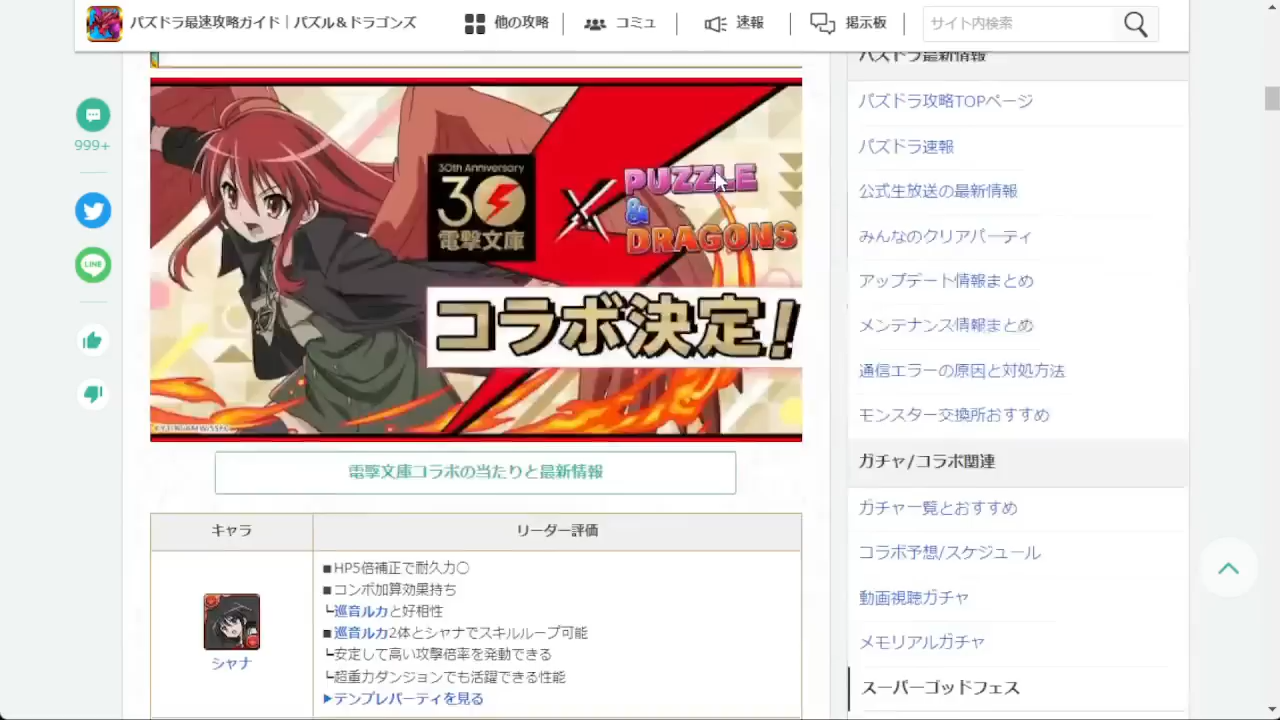 パズドラ最速攻略ガイド｜パズル＆ドラゴンズ
他の攻略
コミュ
速報
掲示板
サイト内検索
999+
LINE
30th Anniversary
30
電撃文庫
PUZZLE
&
DRAGONS
コラボ決定!
電撃文庫コラボの当たりと最新情報
キャラ
リーダー評価
シャナ
■HP5倍補正で耐久力〇
■コンボ加算効果持ち
┗巡音ルカと好相性
■巡音ルカ2体とシャナでスキルループ可能
┗安定して高い攻撃倍率を発動できる
┗超重力ダンジョンでも活躍できる性能
▶テンプレパーティを見る
パズドラ最新情報
パズドラ攻略TOPページ
パズドラ速報
公式生放送の最新情報
みんなのクリアパーティ
アップデート情報まとめ
メンテナンス情報まとめ
通信エラーの原因と対処方法
モンスター交換所おすすめ
ガチャ/コラボ関連
ガチャ一覧とおすすめ
コラボ予想/スケジュール
動画視聴ガチャ
メモリアルガチャ
スーパーゴッドフェス